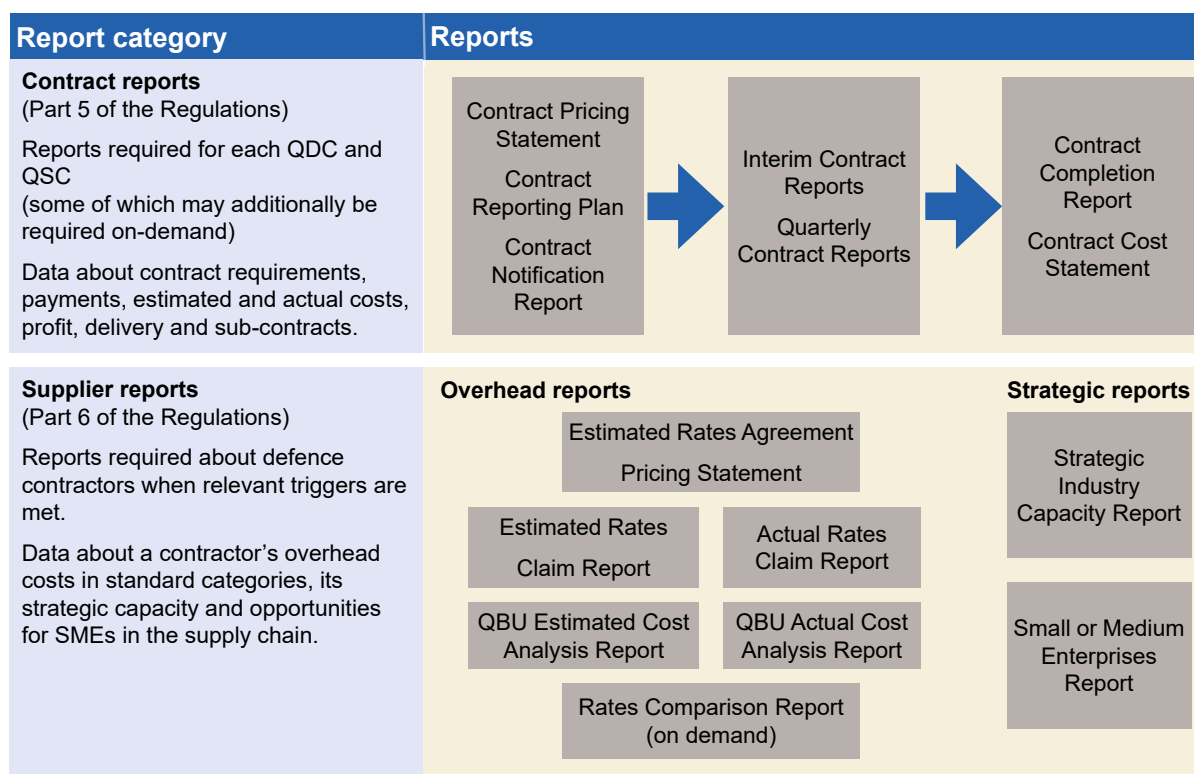 Report category
Reports
Contract reports
(Part 5 of the Regulations)
Reports required for each QDC and
QSC
(some of which may additionally be
required on-demand)
Data about contract requirements,
payments, estimated and actual costs,
profit, delivery and sub-contracts.
Contract Pricing
Statement
Contract
Reporting Plan
Contract
Notification
Report
Interim Contract
Reports
Quarterly
Contract Reports
Contract
Completion
Report
Contract Cost
Statement
Supplier reports
(Part 6 of the Regulations)
Reports required about defence
contractors when relevant triggers are
met.
Data about a contractor’s overhead
costs in standard categories, its
strategic capacity and opportunities
for SMEs in the supply chain.
Overhead reports
Estimated Rates Agreement
Pricing Statement
Estimated Rates
Claim Report
Actual Rates
Claim Report
QBU Estimated Cost
Analysis Report
QBU Actual Cost
Analysis Report
Rates Comparison Report
(on demand)
Strategic reports
Strategic
Industry
Capacity Report
Small or Medium
Enterprises
Report